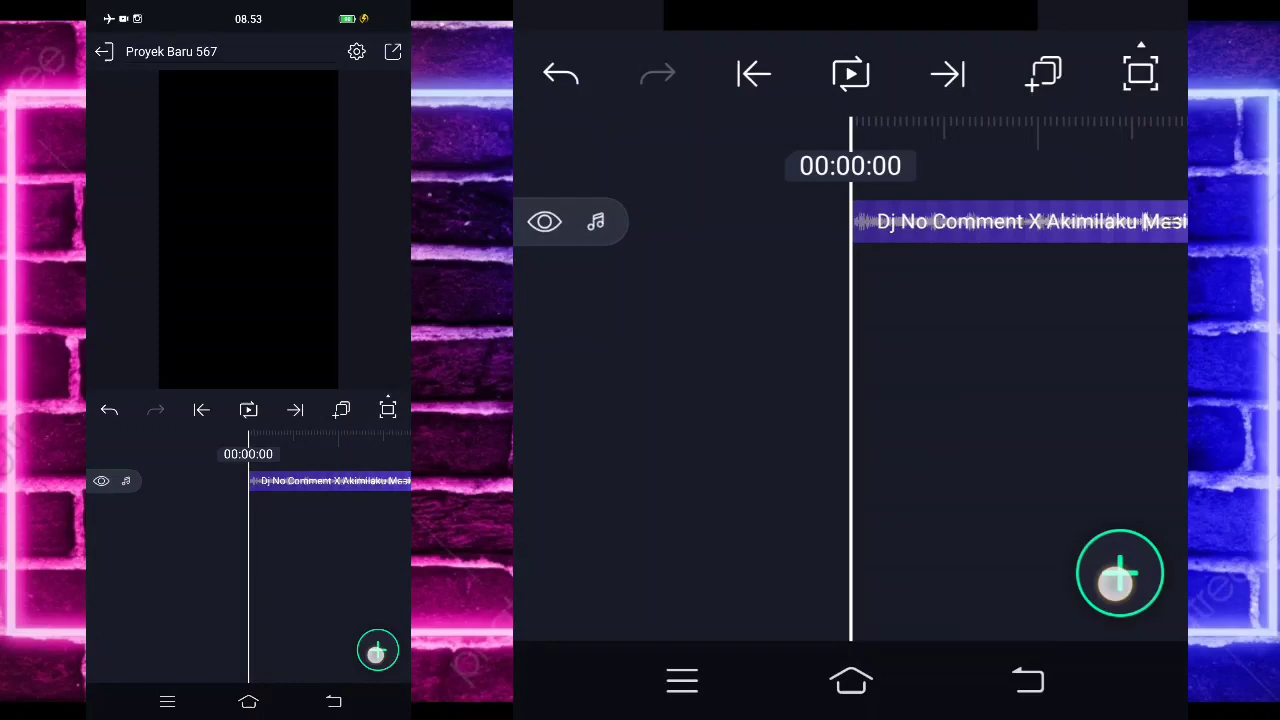 08.53
Proyek Baru 567
00:00:00
Dj No Comment X Akimilaku
00:00:00
Dj No Comment X Akimilaku